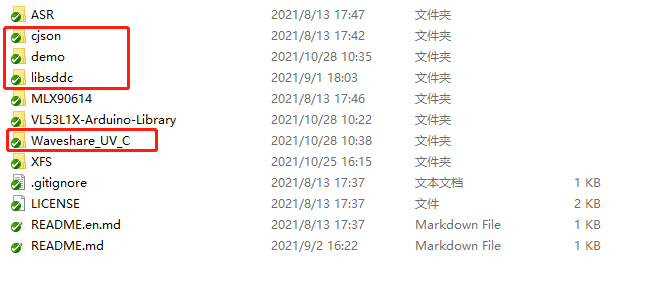 ASR 2021/8/13 17:47 文件夹
cjson 2021/8/13 17:42 文件夹
demo 2021/10/28 10:35 文件夹
libsddc 2021/9/1 18:03 文件夹
MLX90614 2021/8/13 17:46 文件夹
VL53L1X-Arduino-Library 2021/10/28 10:22 文件夹
Waveshare_UV_C 2021/10/28 10:38 文件夹
XFS 2021/10/25 16:15 文件夹
.gitignore 2021/8/13 17:37 文本文档 1 KB
LICENSE 2021/8/13 17:37 文件 2 KB
README.en.md 2021/8/13 17:37 Markdown File 1 KB
README.md 2021/9/2 16:22 Markdown File 1 KB